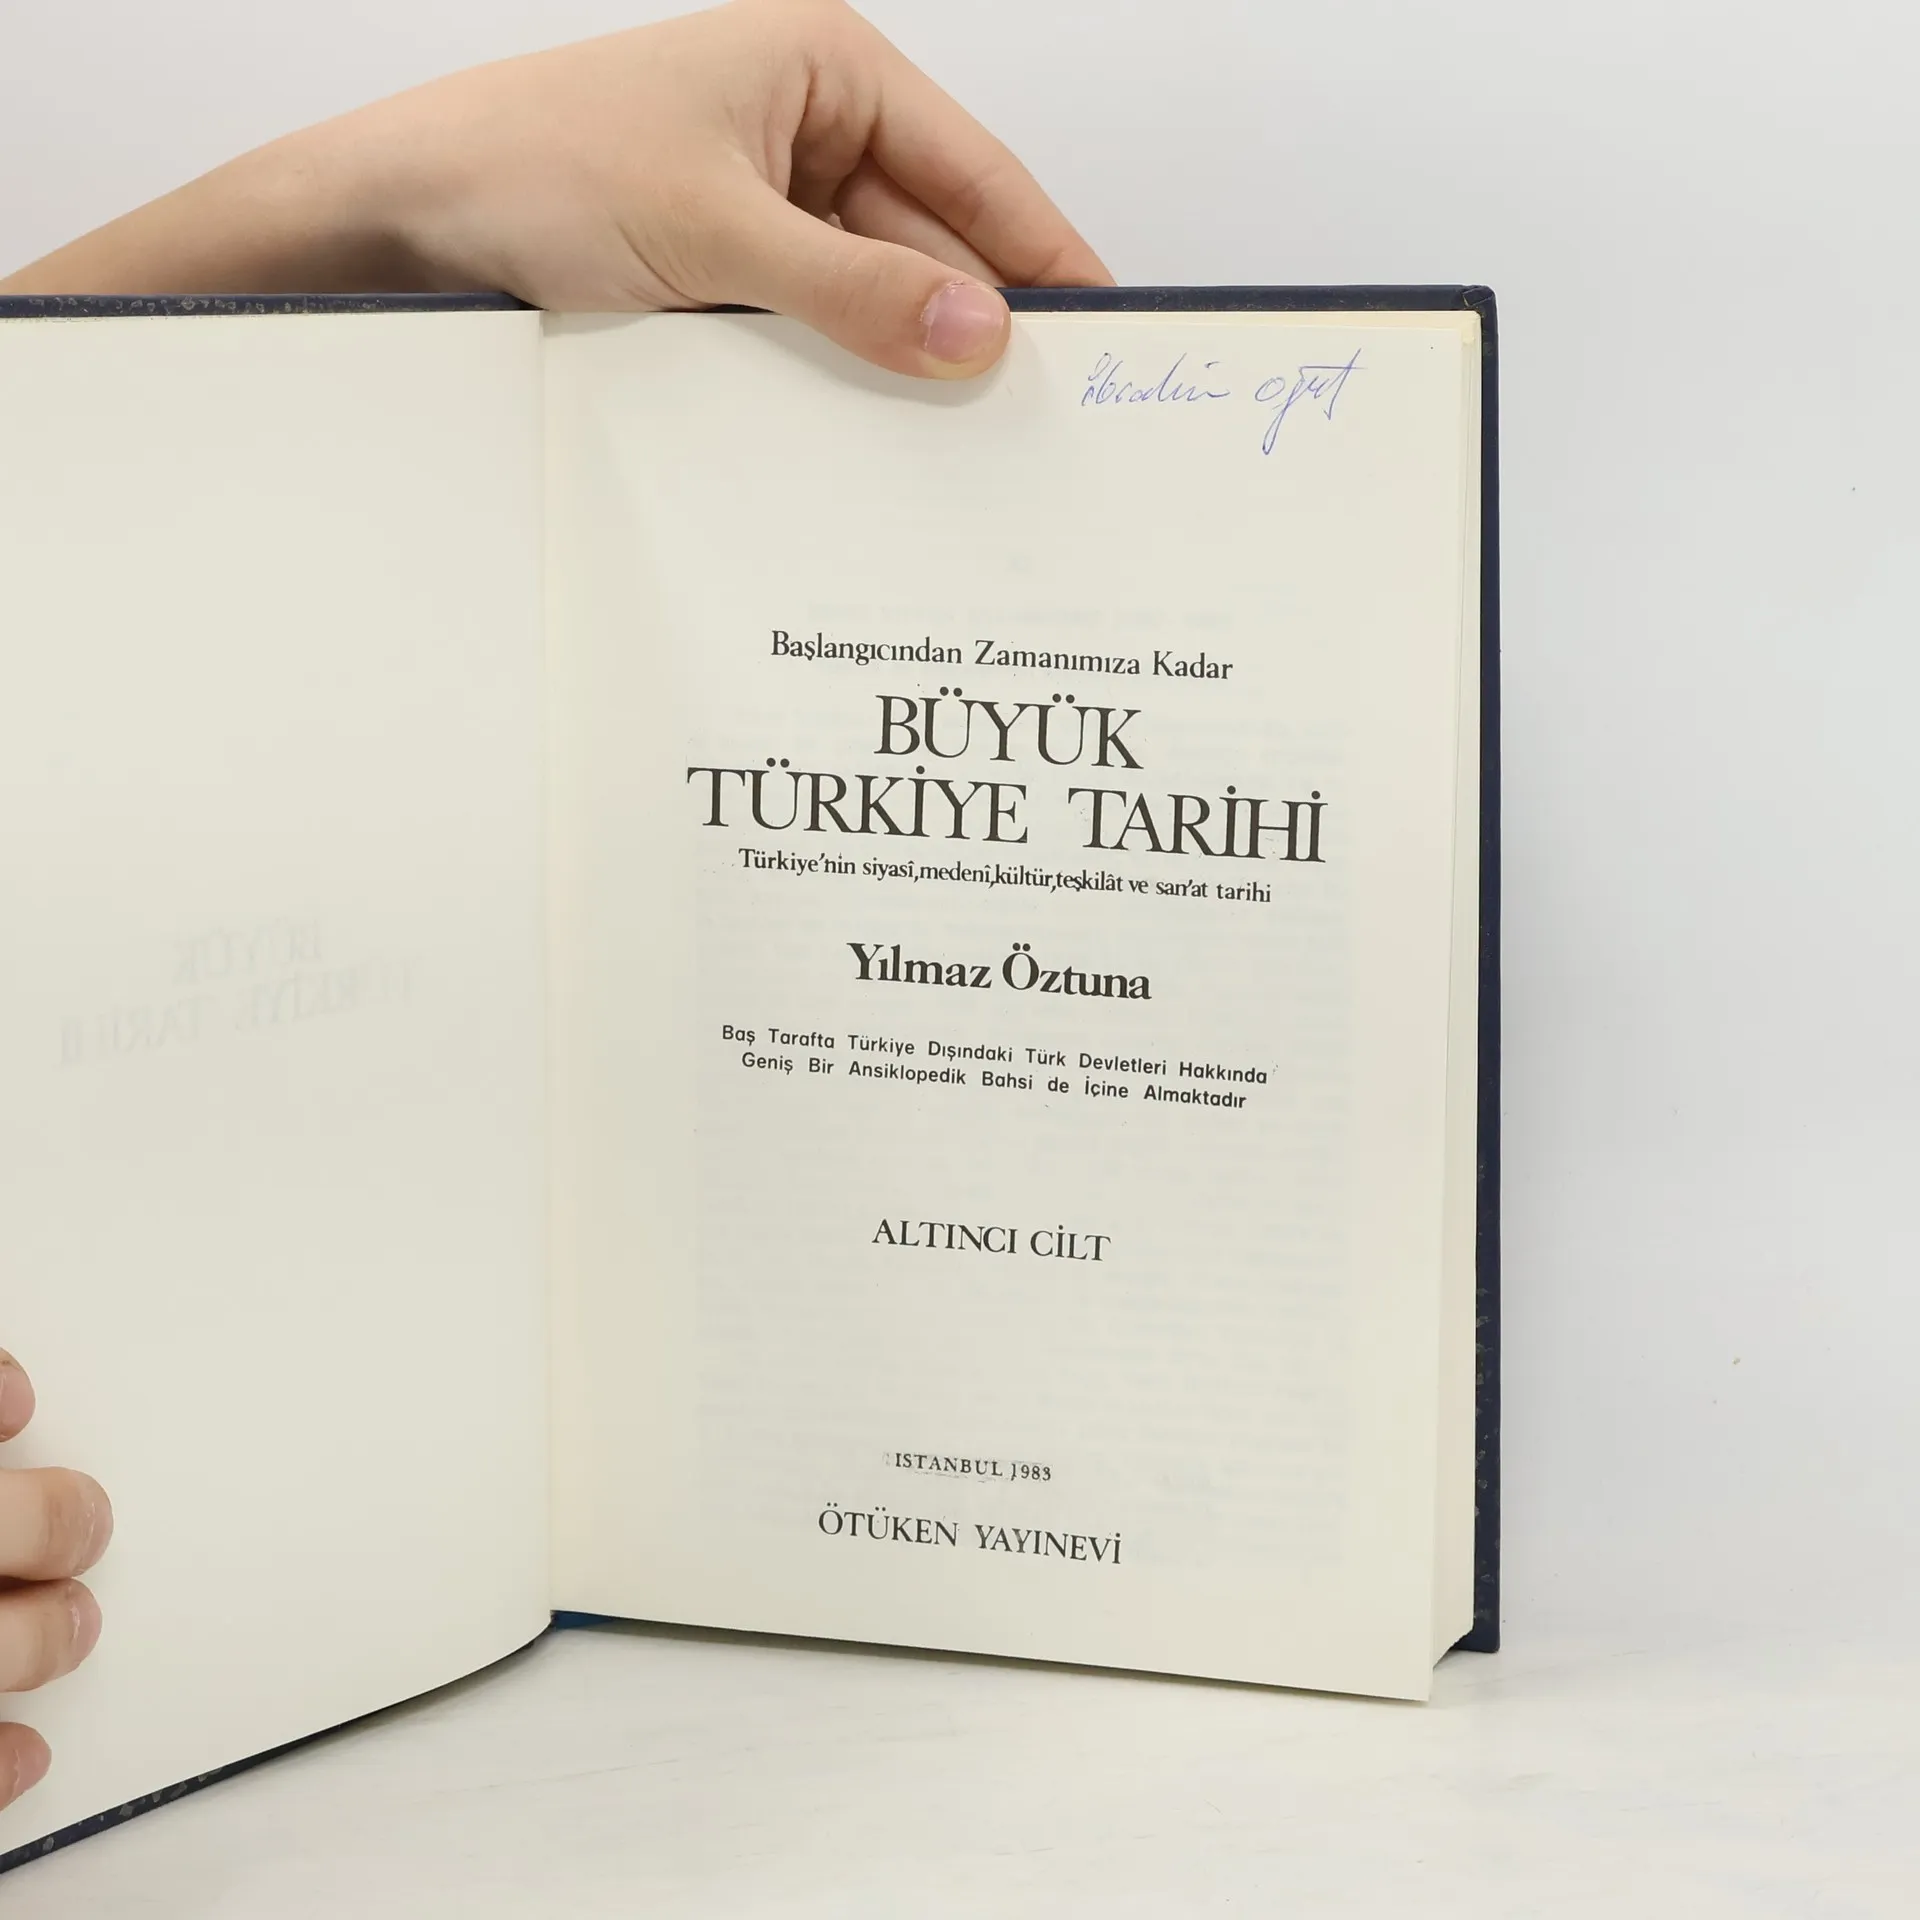 İbrahim Öğüt
Başlangıcından Zamanımıza Kadar
BÜYÜK
TÜRKİYE TARİHİ
Türkiye'nin siyasî,medenî,kültür,teşkilât ve san'at tarihi
Yılmaz Öztuna
Baş Tarafta Türkiye Dışındaki Türk Devletleri Hakkında
Geniş Bir Ansiklopedik Bahsi de İçine Almaktadır
ALTINCI CİLT
ISTANBUL 1983
ÖTÜKEN YAYINEVİ